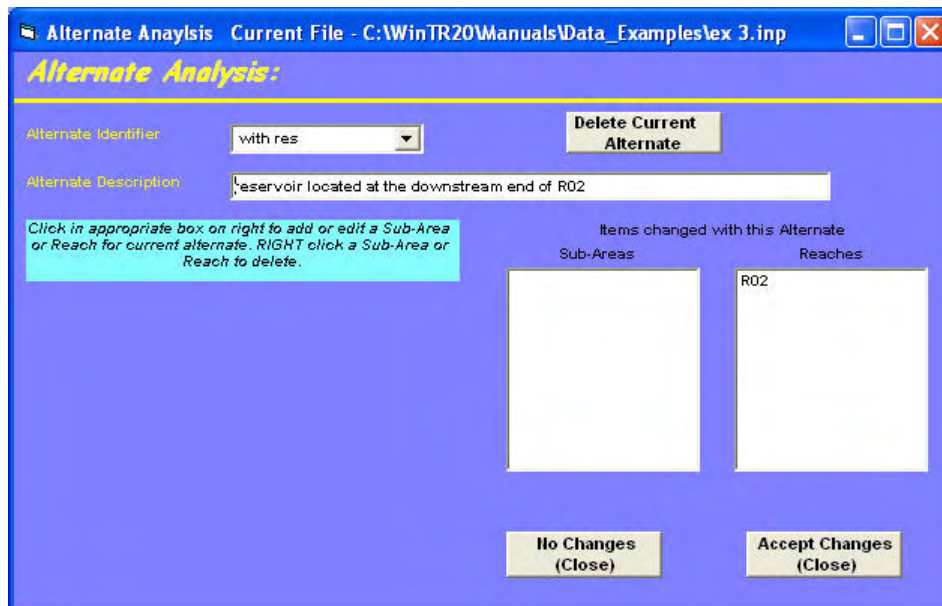 Alternate Anaylsis   Current File - C:\WinTR20\Manuals\Data_Examples\ex 3.inp
Alternate Analysis:
Alternate Identifier
with res
Delete Current
Alternate
Alternate Description
reservoir located at the downstream end of R02
Click in appropriate box on right to add or edit a Sub-Area
or Reach for current alternate. RIGHT click a Sub-Area or
Reach to delete.
Items changed with this Alternate
Sub-Areas
Reaches
R02
No Changes
(Close)
Accept Changes
(Close)